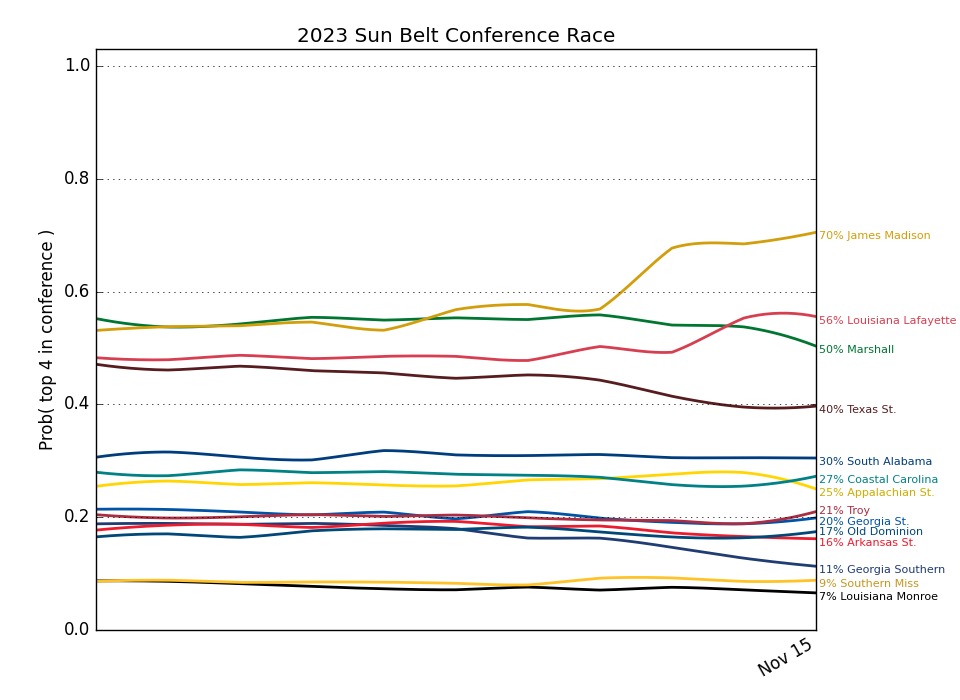 2023 Sun Belt Conference Race
Prob( top 4 in conference )
1.0
0.8
0.6
0.4
0.2
0.0
70% James Madison
56% Louisiana Lafayette
50% Marshall
40% Texas St.
30% South Alabama
27% Coastal Carolina
25% Appalachian St.
21% Troy
20% Georgia St.
17% Old Dominion
16% Arkansas St.
11% Georgia Southern
9% Southern Miss
7% Louisiana Monroe
Nov 15